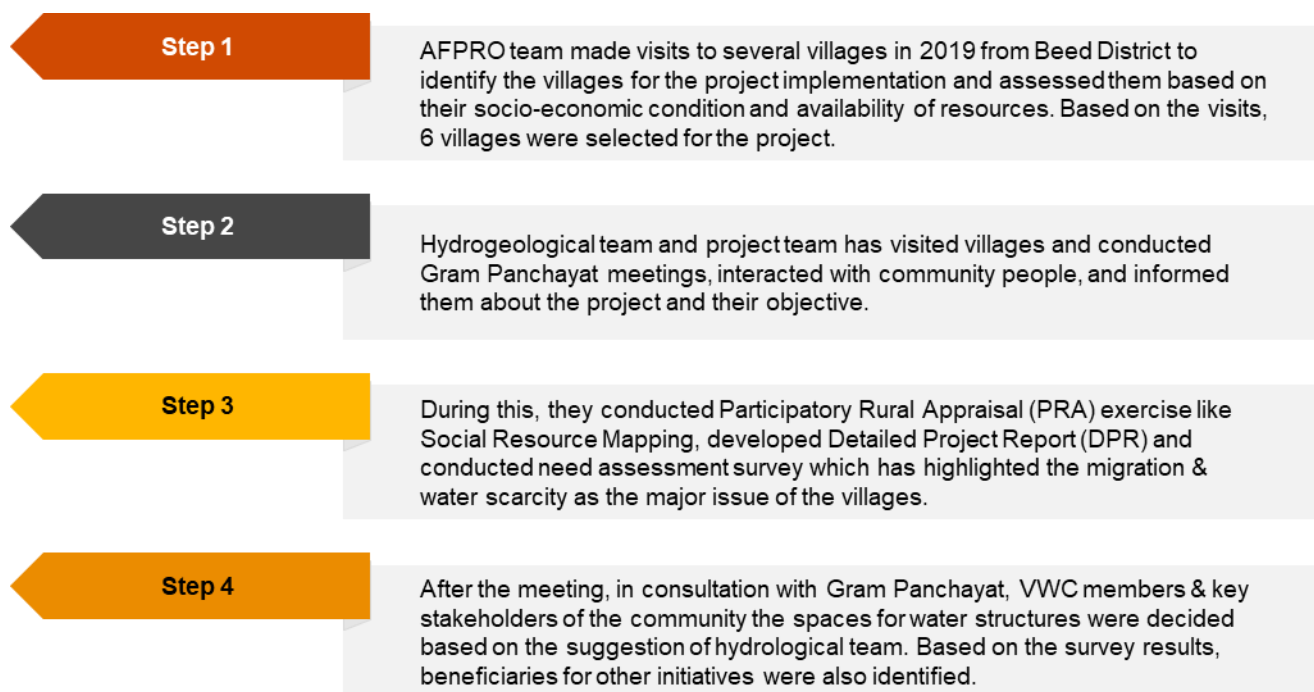 Step 1
AFPRO team made visits to several villages in 2019 from Beed District to
identify the villages for the project implementation and assessed them based on
their socio-economic condition and availability of resources. Based on the visits,
6 villages were selected for the project.
Step 2
Hydrogeological team and project team has visited villages and conducted
Gram Panchayat meetings, interacted with community people, and informed
them about the project and their objective.
Step 3
During this, they conducted Participatory Rural Appraisal (PRA) exercise like
Social Resource Mapping, developed Detailed Project Report (DPR) and
conducted need assessment survey which has highlighted the migration &
water scarcity as the major issue of the villages.
Step 4
After the meeting, in consultation with Gram Panchayat, VWC members & key
stakeholders of the community the spaces for water structures were decided
based on the suggestion of hydrological team. Based on the survey results,
beneficiaries for other initiatives were also identified.